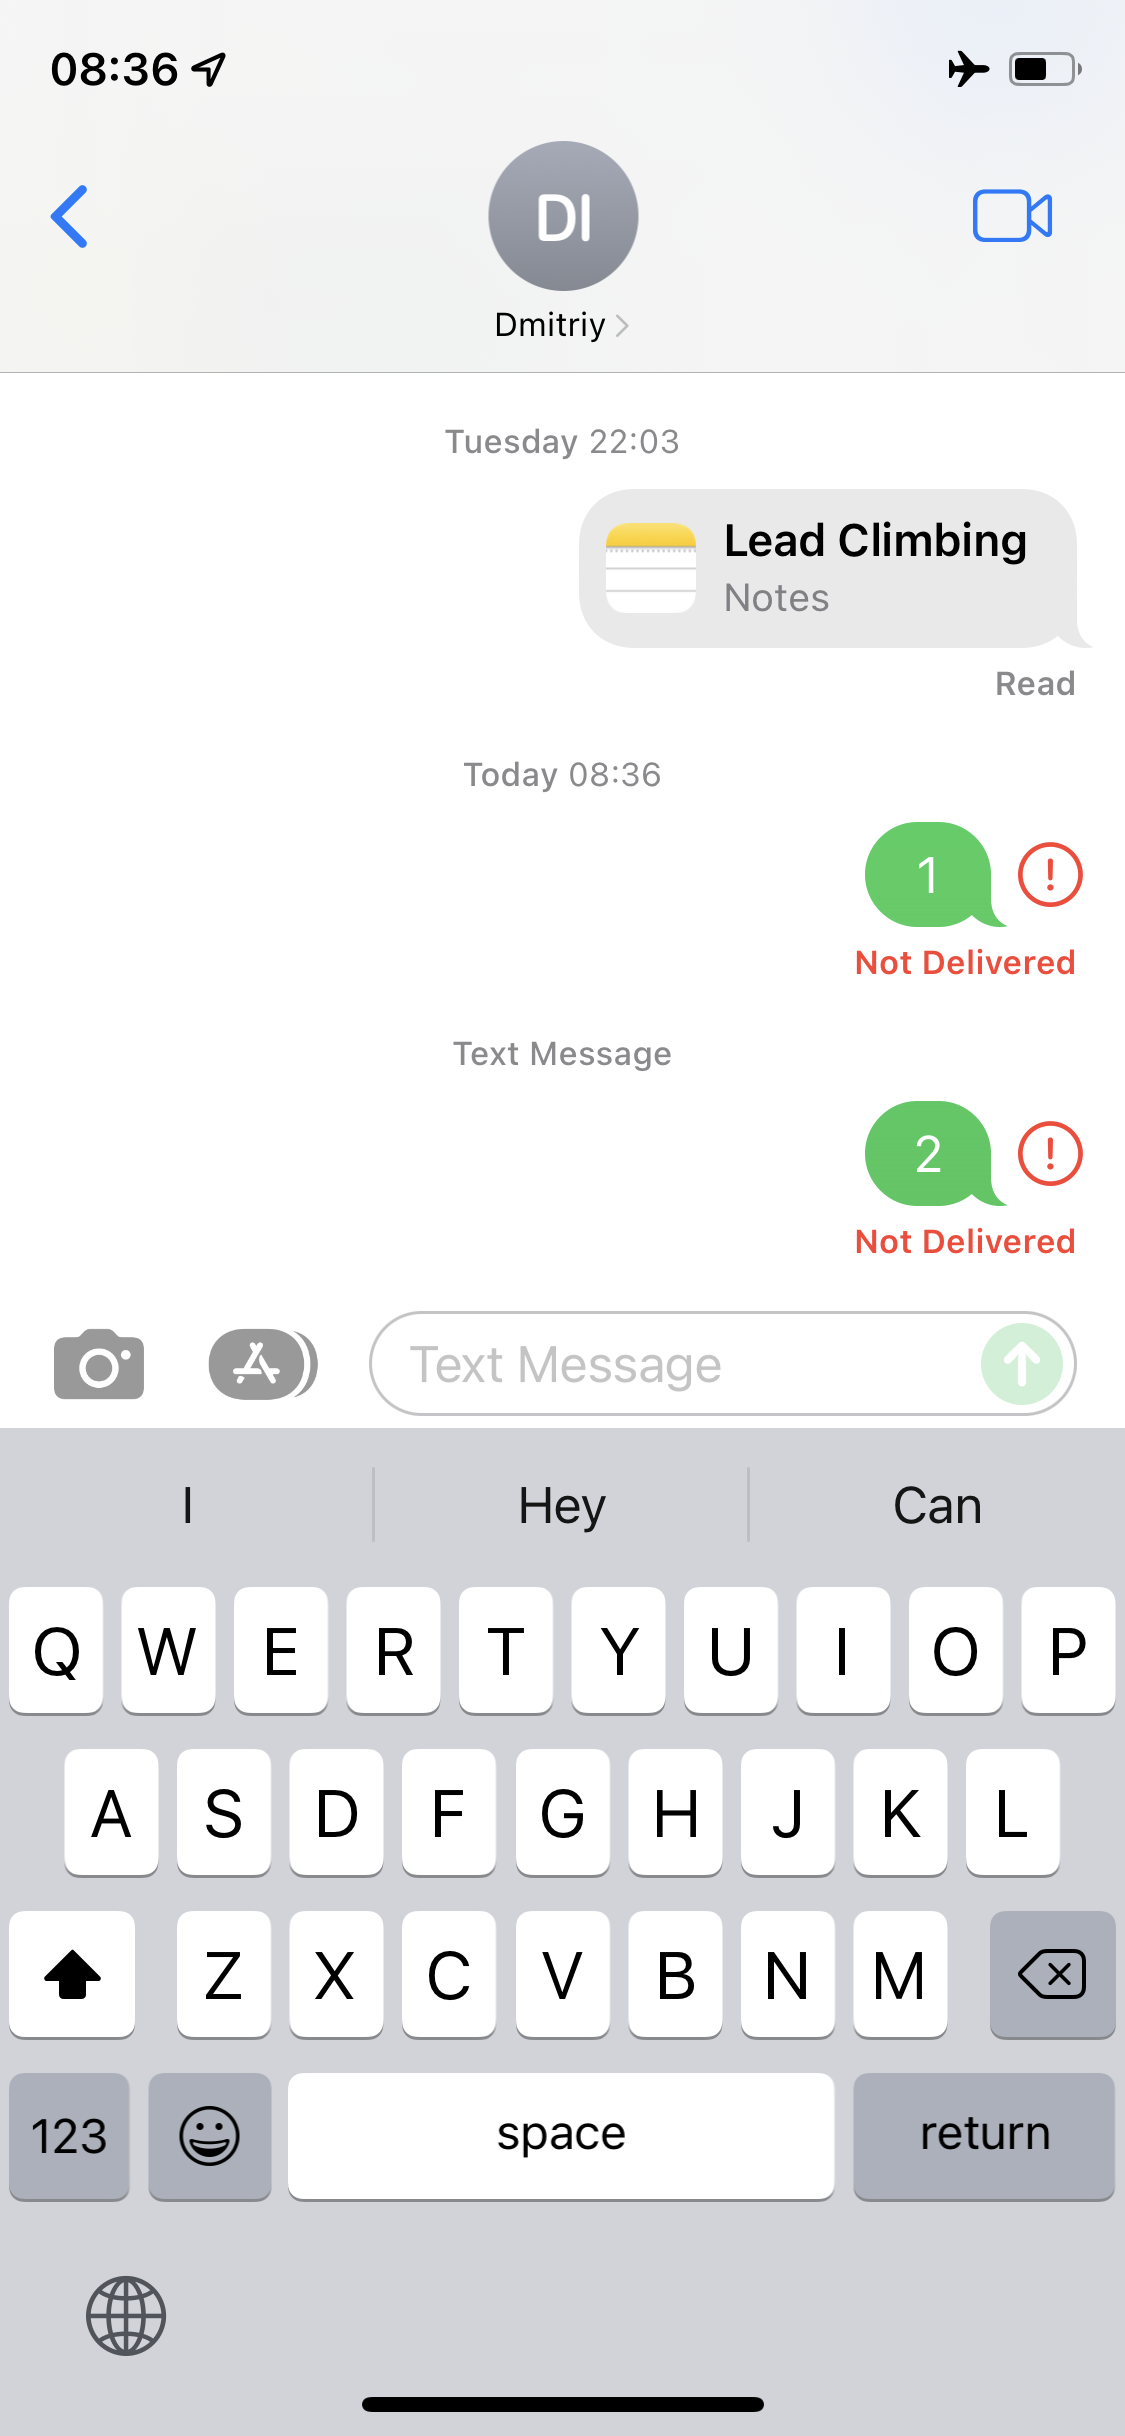 08:36
DI
Dmitriy
Tuesday 22:03
Lead Climbing
Notes
Read
Today 08:36
1
Not Delivered
Text Message
2
Not Delivered
Text Message
I Hey Can
Q W E R T Y U I O P
A S D F G H J K L
Z X C V B N M
123 space return